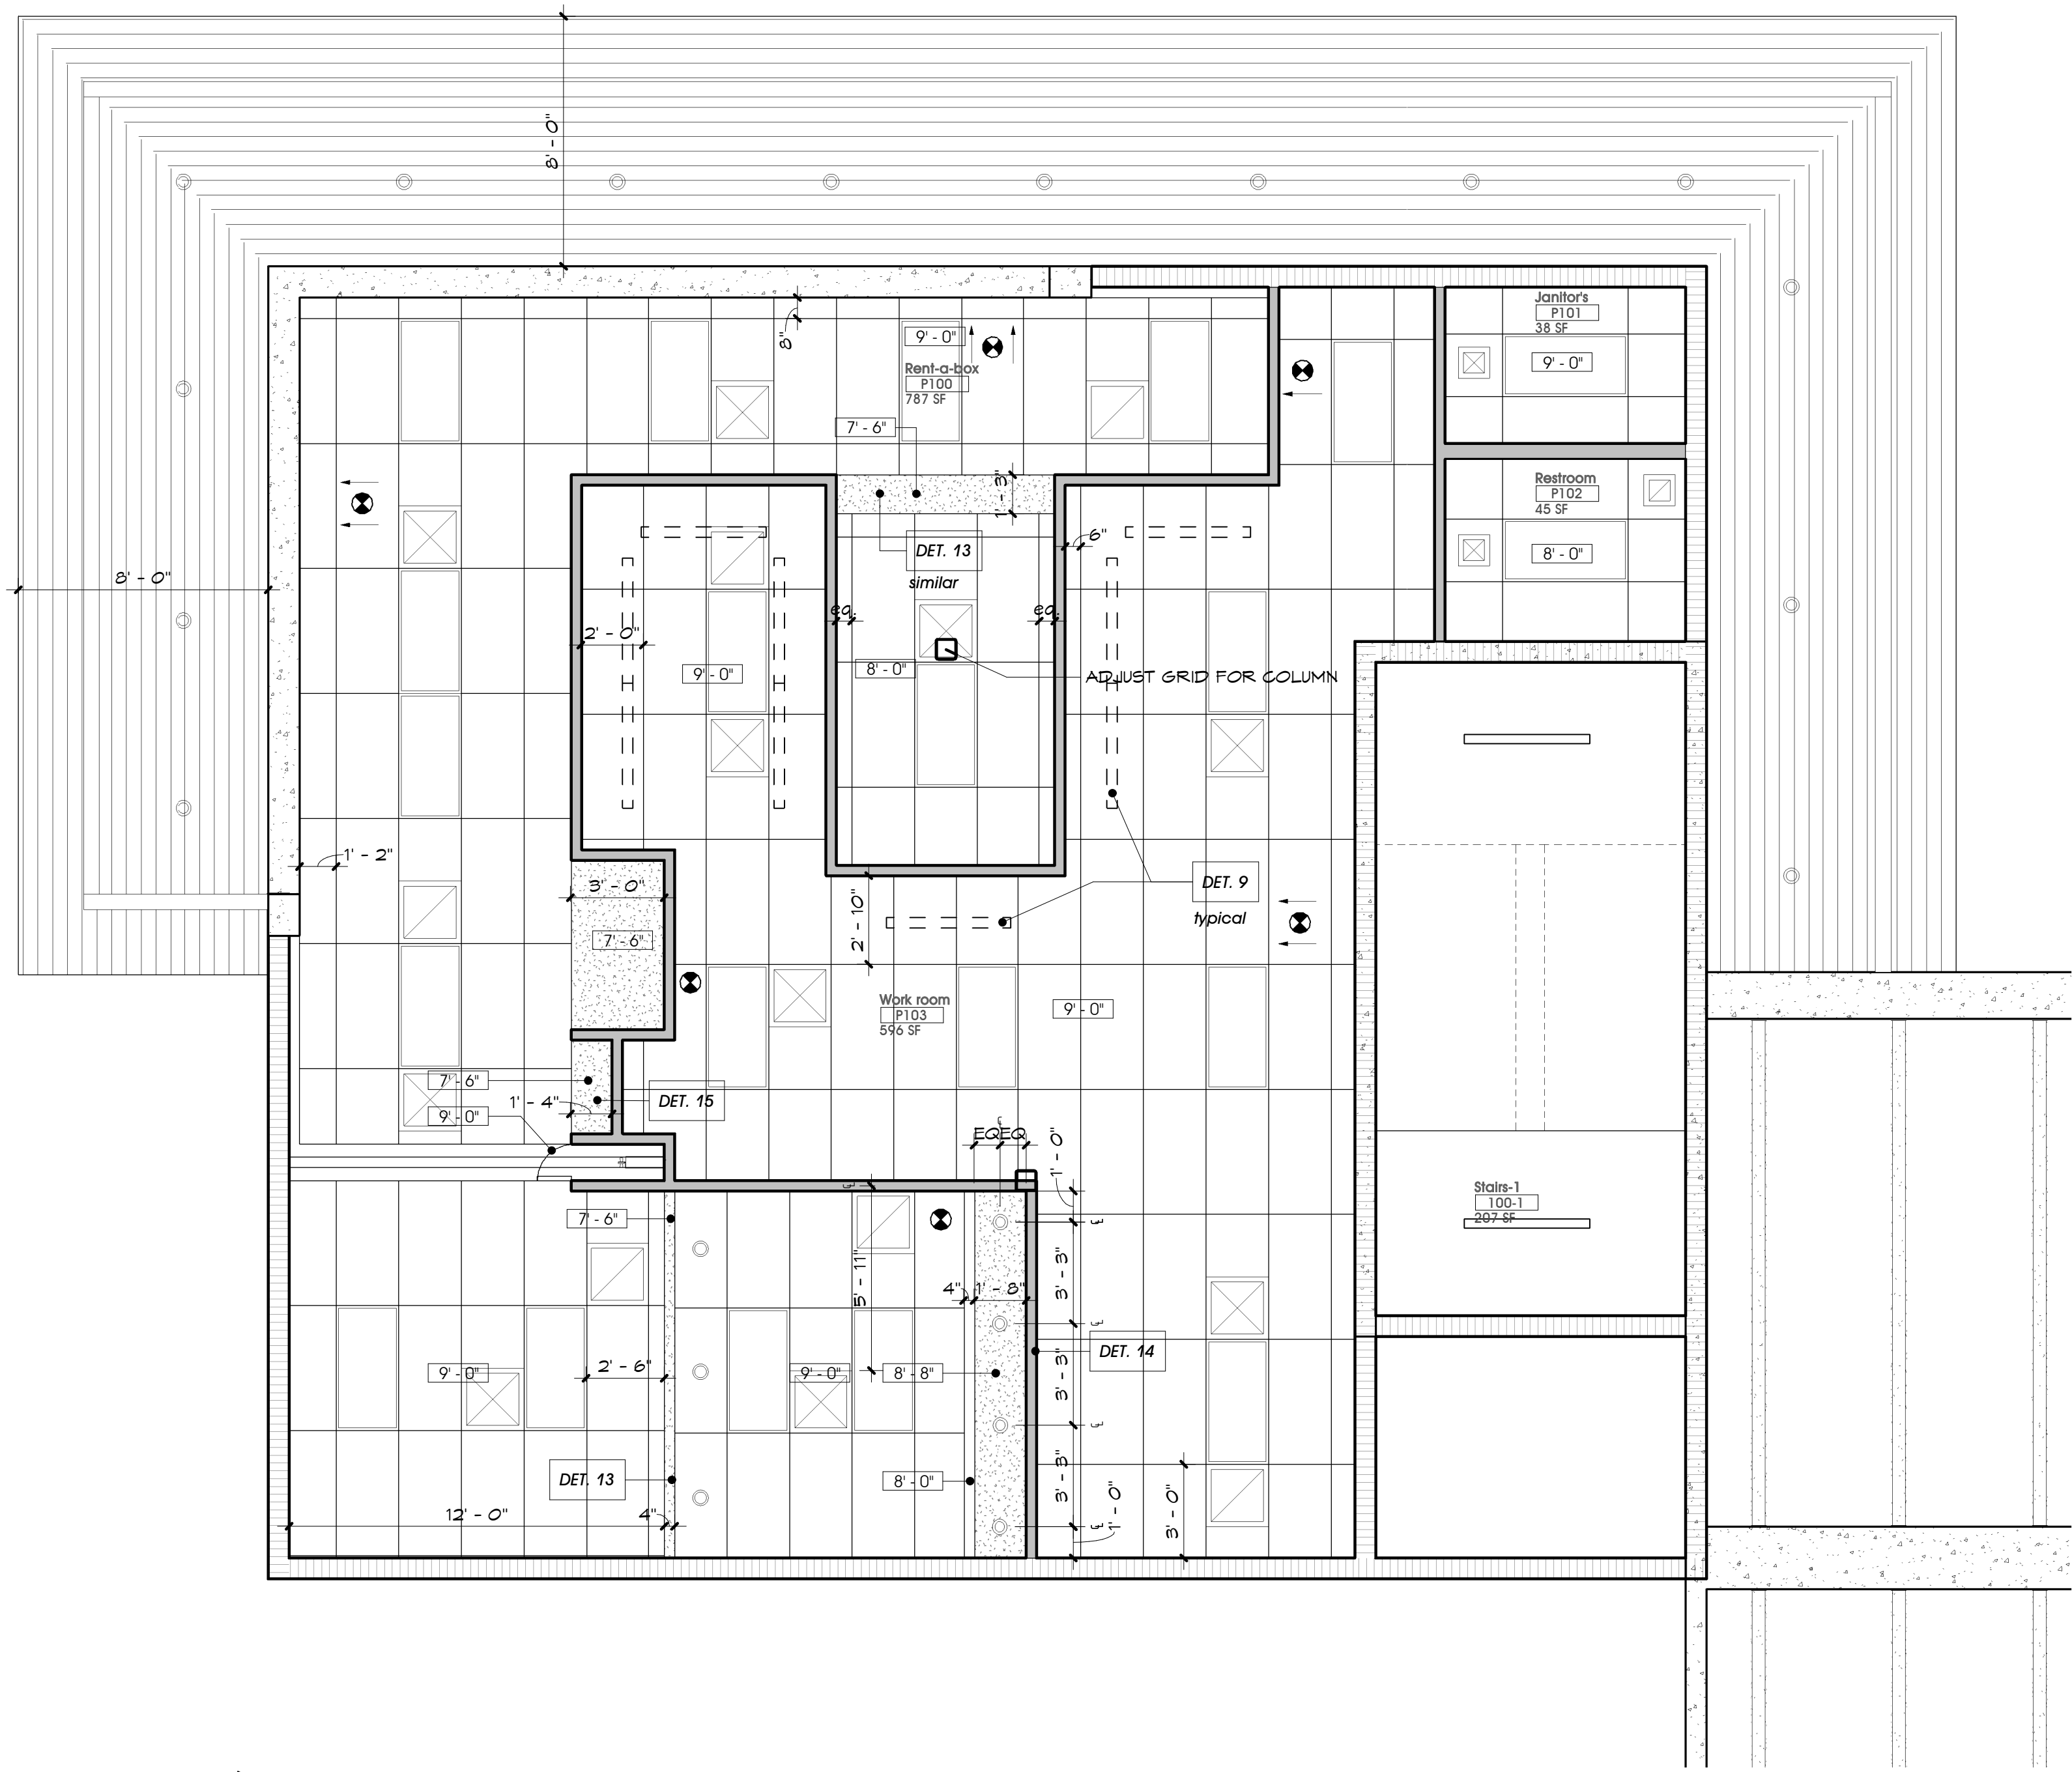 8' - 0"
Janitor's
P101
38 SF
9' - 0"
8"
9' - 0"
Rent-a-box
P100
787 SF
7' - 6"
Restroom
P102
45 SF
8' - 0"
1' - 3"
6"
DET. 13
similar
8' - 0"
eq.
eq.
2' - 0"
9' - 0"
8' - 0"
ADJUST GRID FOR COLUMN
1' - 2"
3' - 0"
DET. 9
typical
2' - 10"
7' - 6"
Work room
P103
596 SF
9' - 0"
7' - 6"
9' - 0"
1' - 4"
DET. 15
EQ
EQ
1' - 0"
Stairs-1
100-1
207 SF
7' - 6"
5' - 11"
3' - 3"
4"
1' - 8"
DET. 14
9' - 0"
2' - 6"
9' - 0"
8' - 8"
3' - 3"
DET. 13
8' - 0"
3' - 3"
12' - 0"
4"
1' - 0"
3' - 0"